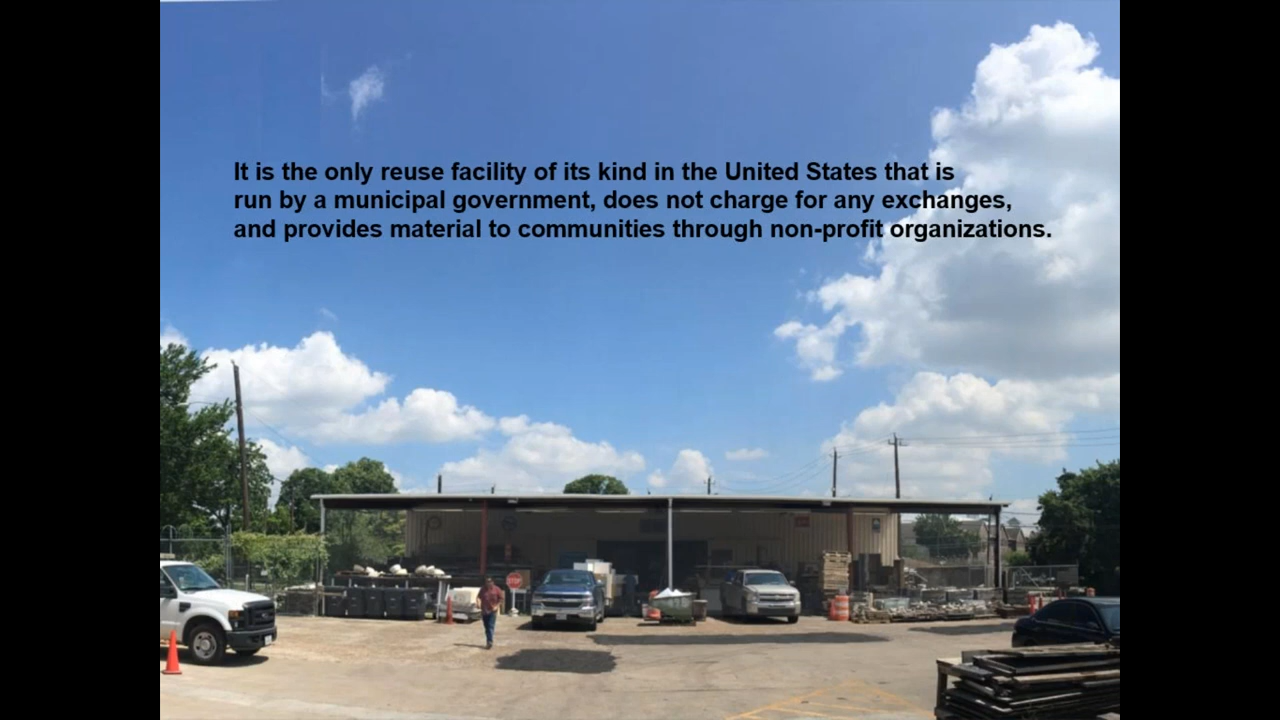 It is the only reuse facility of its kind in the United States that is
run by a municipal government, does not charge for any exchanges,
and provides material to communities through non-profit organizations.